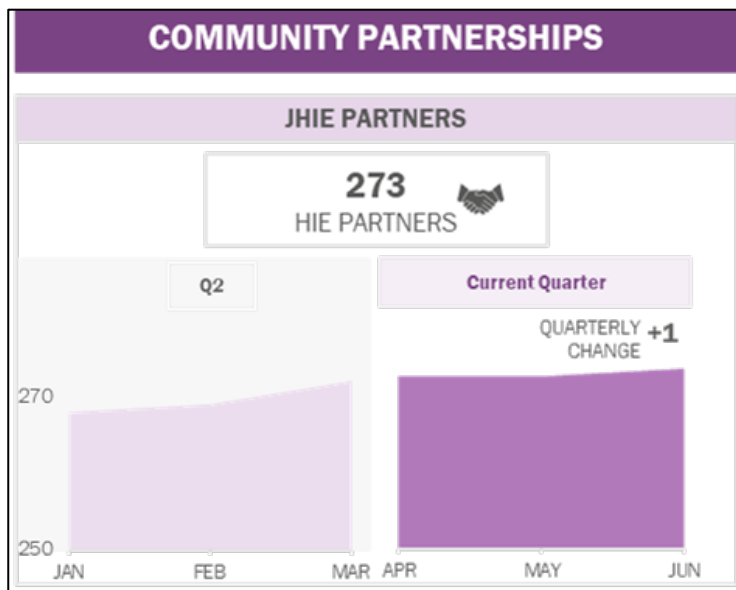 COMMUNITY PARTNERSHIPS
JHIE PARTNERS
273
HIE PARTNERS
Q2
Current Quarter
QUARTERLY +1
CHANGE
270
250
JAN FEB MAR APR MAY JUN